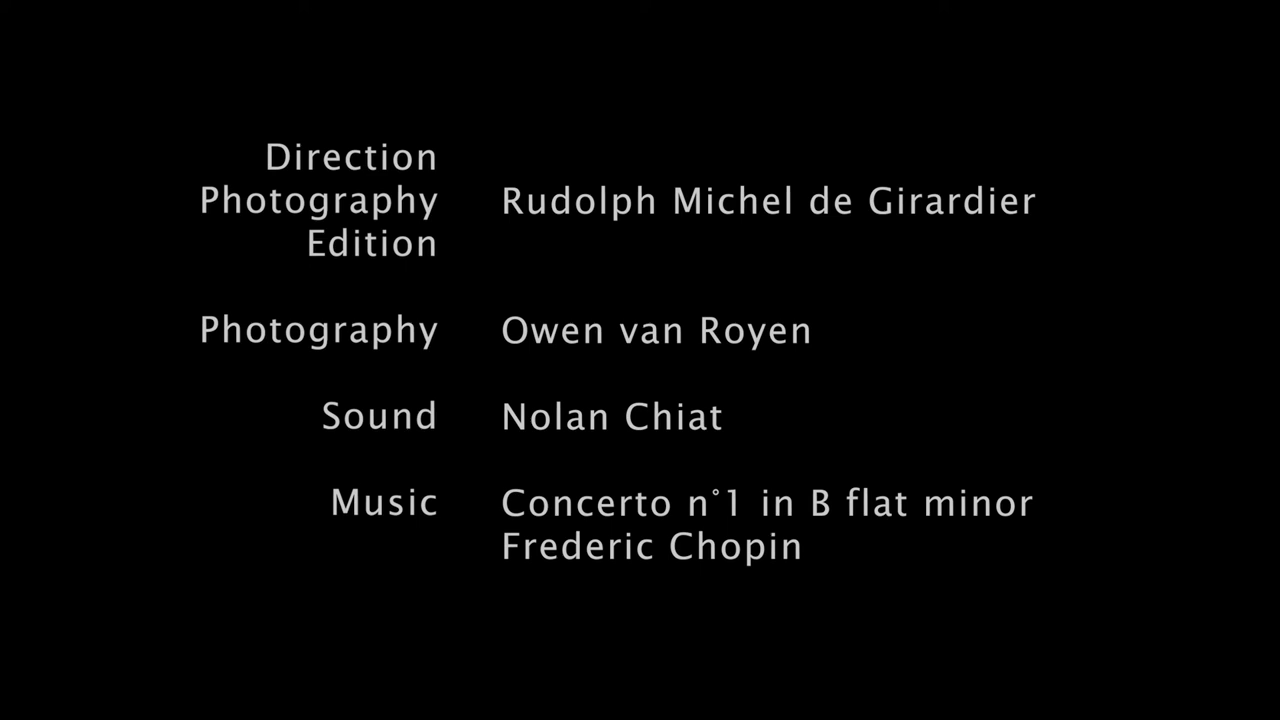 Direction
Photography Rudolph Michel de Girardier
Edition
Photography Owen van Royen
Sound Nolan Chiat
Music Concerto n°1 in B flat minor
Frederic Chopin